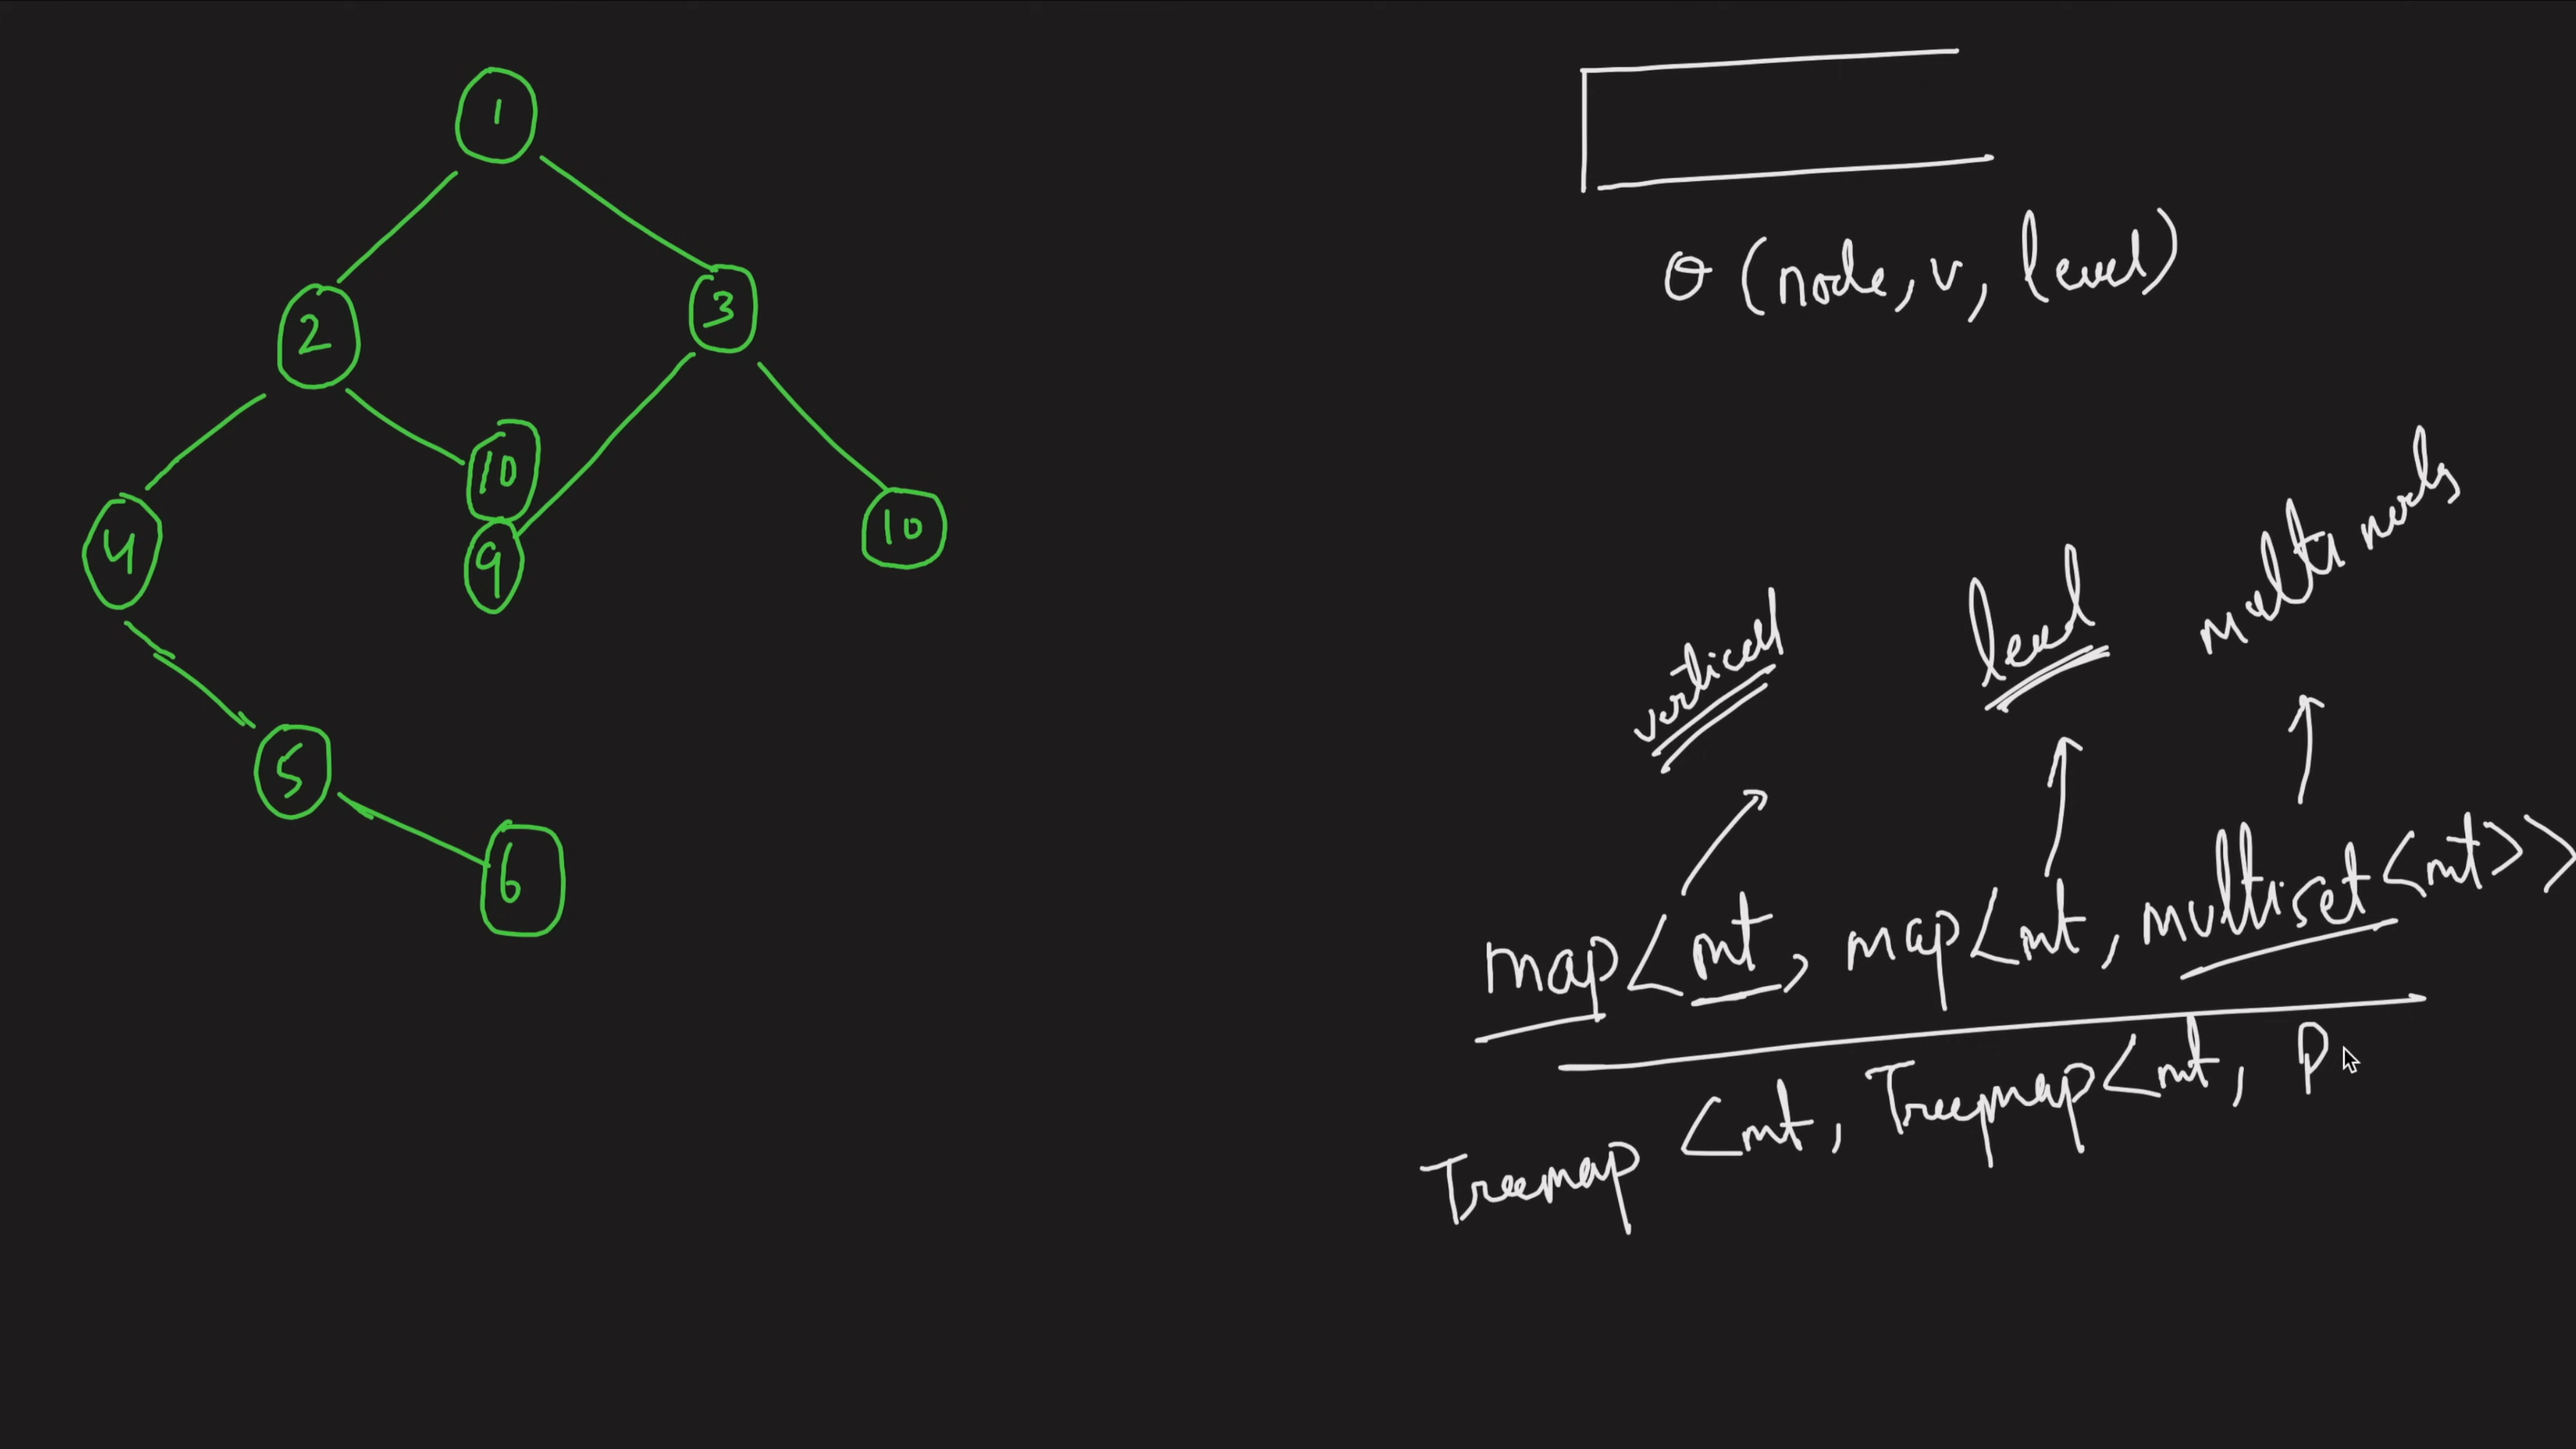 1
2
3
4
10
9
10
5
6
θ (node, v, level)
vertical
level
multi nodes
map<int, map<int, multiset<int>>
Treemap <int, Treemap<int, P